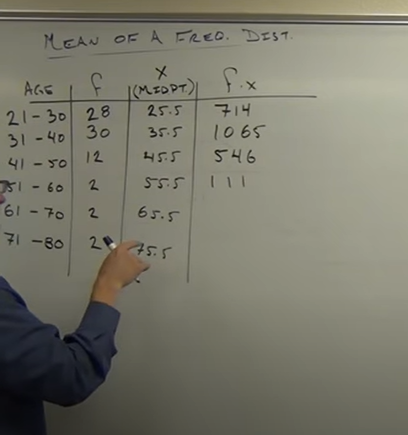 MEAN OF A FREQ. DIST.
AGE f X (MIDPT.) f·x
21-30 28 25.5 714
31-40 30 35.5 1065
41-50 12 45.5 546
51-60 2 55.5 111
61-70 2 65.5
71-80 2 75.5